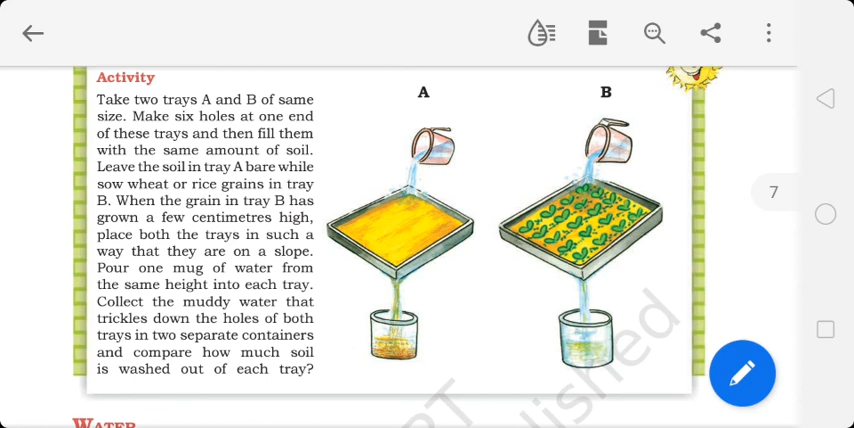 Activity
A
B
Take two trays A and B of same
size. Make six holes at one end
of these trays and then fill them
with the same amount of soil.
Leave the soil in tray A bare while
sow wheat or rice grains in tray
B. When the grain in tray B has
grown a few centimetres high,
place both the trays in such a
way that they are on a slope.
Pour one mug of water from
the same height into each tray.
Collect the muddy water that
trickles down the holes of both
trays in two separate containers
and compare how much soil
is washed out of each tray?
7
WATER